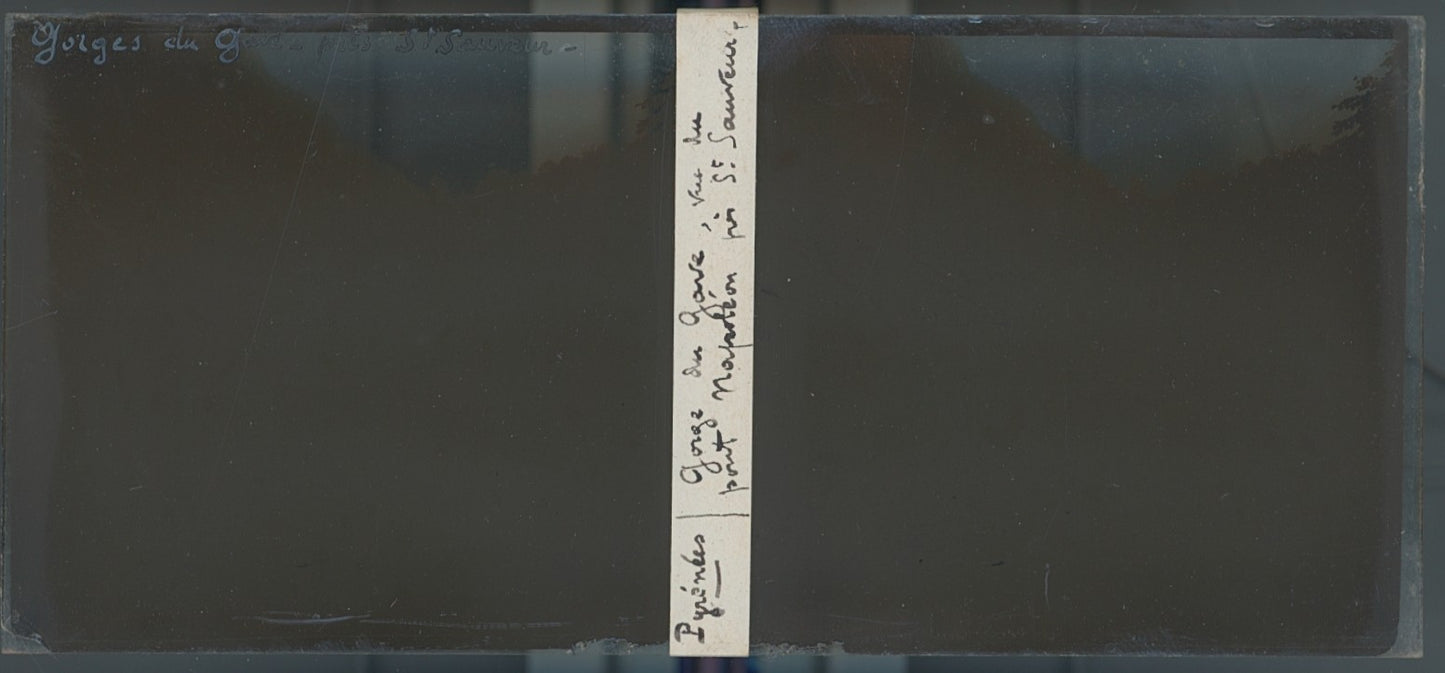 Gorges du Gave - près St Sauveur -
Pyrénées | Gorge du Gave, vue du
pont Napoléon près St Sauveur